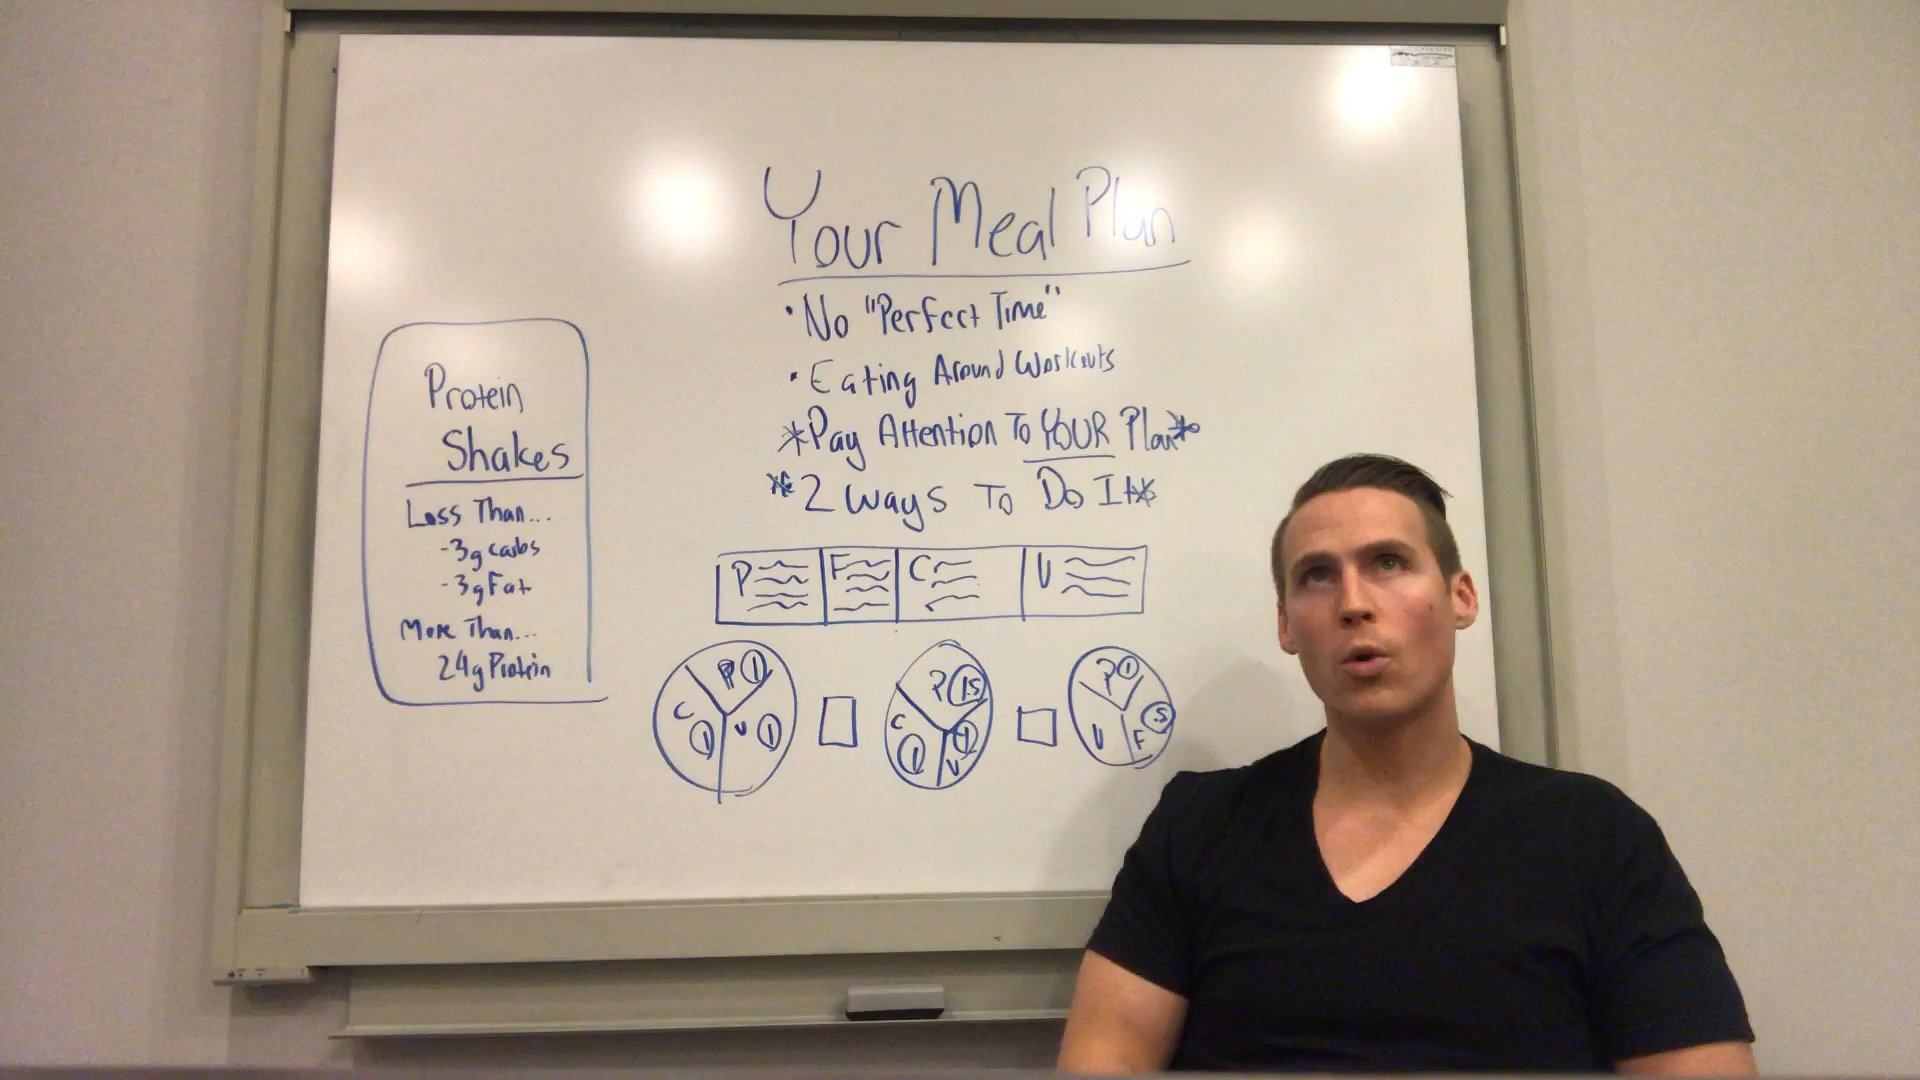 Your Meal Plan
• No "Perfect Time"
• Eating Around Workouts
*Pay Attention To YOUR Plan*
*2 Ways To Do It*
P F C V
P 1 C 1 V 1
P 1.5 C 1 V 1
P 1 V F .5
Protein
Shakes
Less Than...
-3g carbs
-3g Fat
More Than...
24g Protein